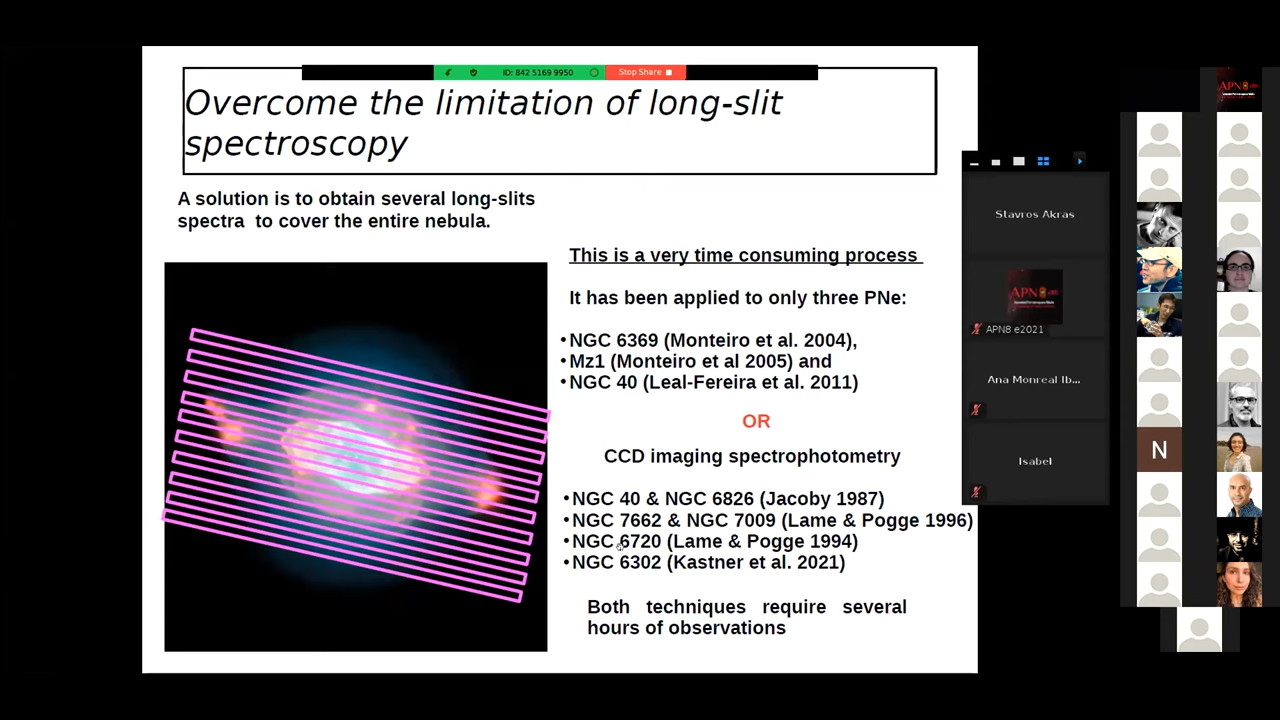 ID: 842 5169 9950
Stop Share
Overcome the limitation of long-slit
spectroscopy
A solution is to obtain several long-slits
spectra to cover the entire nebula.
This is a very time consuming process
It has been applied to only three PNe:
•NGC 6369 (Monteiro et al. 2004),
•Mz1 (Monteiro et al 2005) and
•NGC 40 (Leal-Fereira et al. 2011)
OR
CCD imaging spectrophotometry
•NGC 40 & NGC 6826 (Jacoby 1987)
•NGC 7662 & NGC 7009 (Lame & Pogge 1996)
•NGC 6720 (Lame & Pogge 1994)
•NGC 6302 (Kastner et al. 2021)
Both techniques require several
hours of observations
Stavros Akras
APN8
APN8 e2021
Ana Monreal Ib...
Isabel
APN8
N